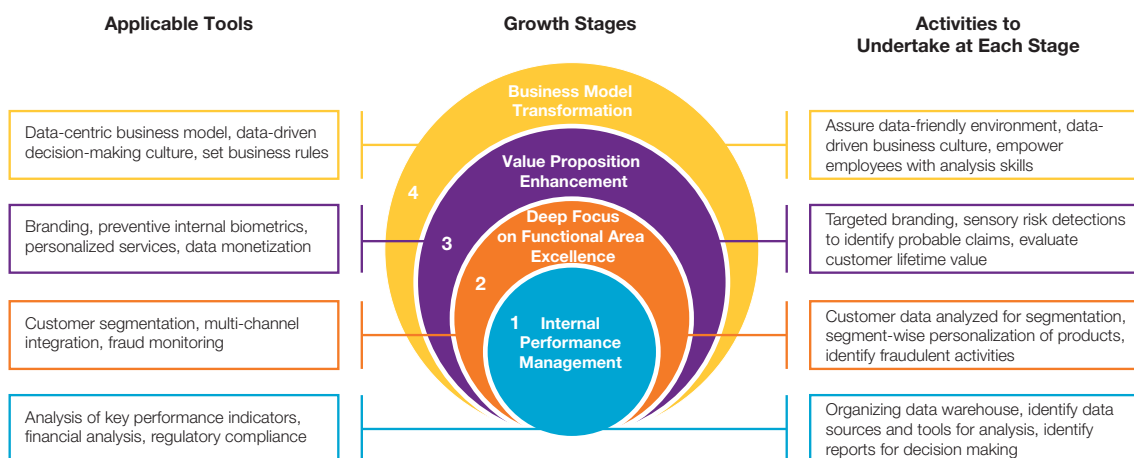 Applicable Tools
Growth Stages
Activities to
Undertake at Each Stage
Business Model
Transformation
4
Data-centric business model, data-driven
decision-making culture, set business rules
Assure data-friendly environment, data-
driven business culture, empower
employees with analysis skills
Value Proposition
Enhancement
3
Branding, preventive internal biometrics,
personalized services, data monetization
Targeted branding, sensory risk detections
to identify probable claims, evaluate
customer lifetime value
Deep Focus
on Functional Area
Excellence
2
Customer segmentation, multi-channel
integration, fraud monitoring
Customer data analyzed for segmentation,
segment-wise personalization of products,
identify fraudulent activities
1
Internal
Performance
Management
Analysis of key performance indicators,
financial analysis, regulatory compliance
Organizing data warehouse, identify data
sources and tools for analysis, identify
reports for decision making